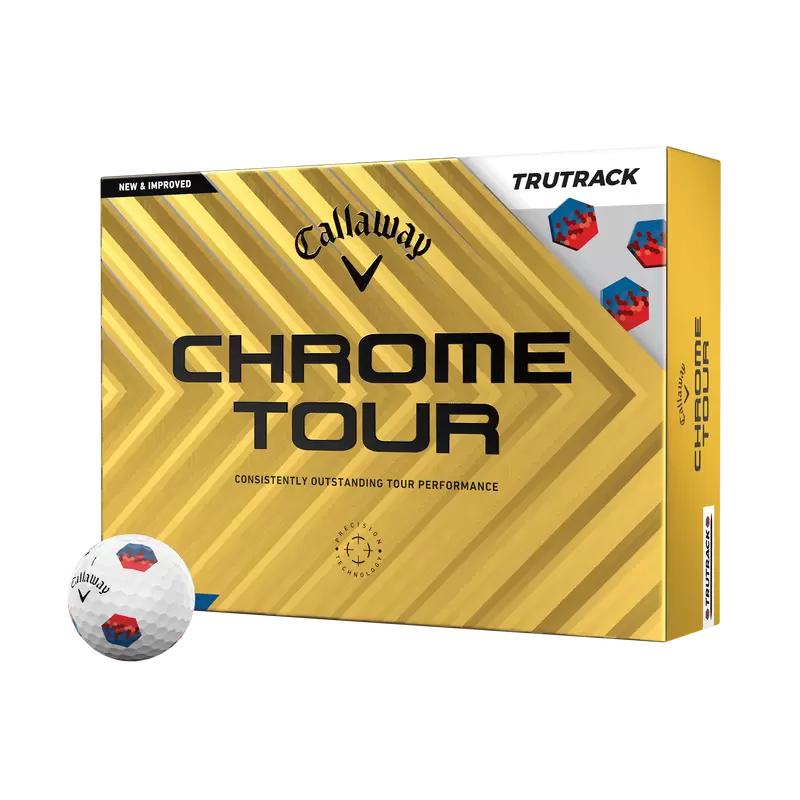 NEW & IMPROVED
TRUTRACK
Callaway
CHROME
TOUR
CONSISTENTLY OUTSTANDING TOUR PERFORMANCE
PRECISION
TECHNOLOGY
Callaway
CHROME
TOUR
TRUTRACK
Callaway